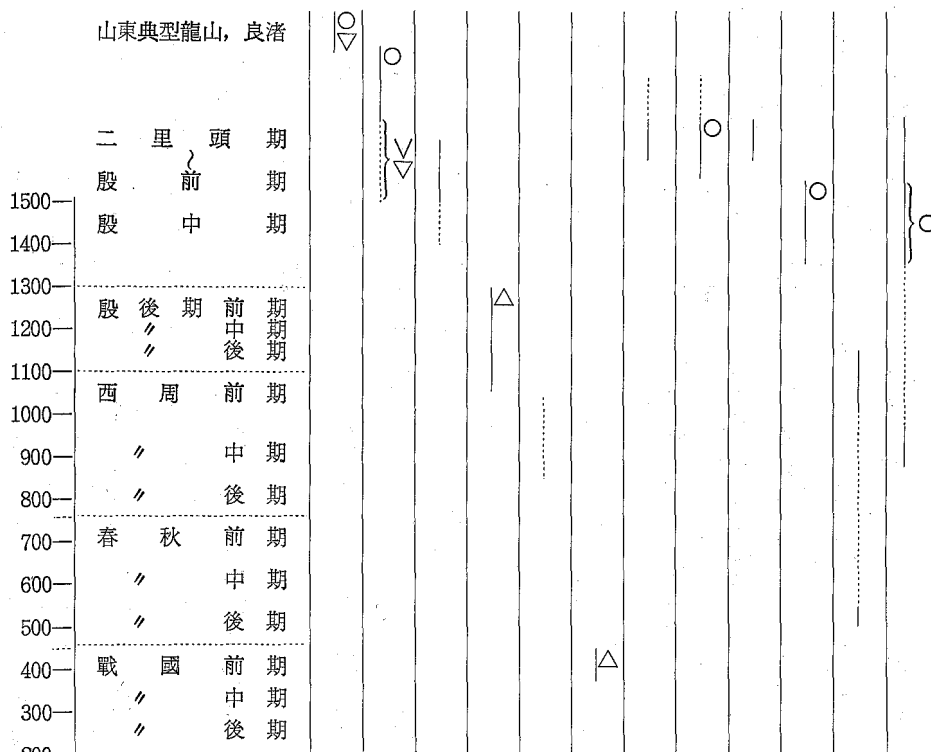 山東典型龍山，良渚
二里頭期
〜
殷前期
1500
殷中期
1400
1300
殷後期前期
1200
〃中期
〃後期
1100
西周前期
1000
900
〃中期
800
〃後期
700
春秋前期
600
〃中期
500
〃後期
400
戰國前期
〃中期
300
〃後期